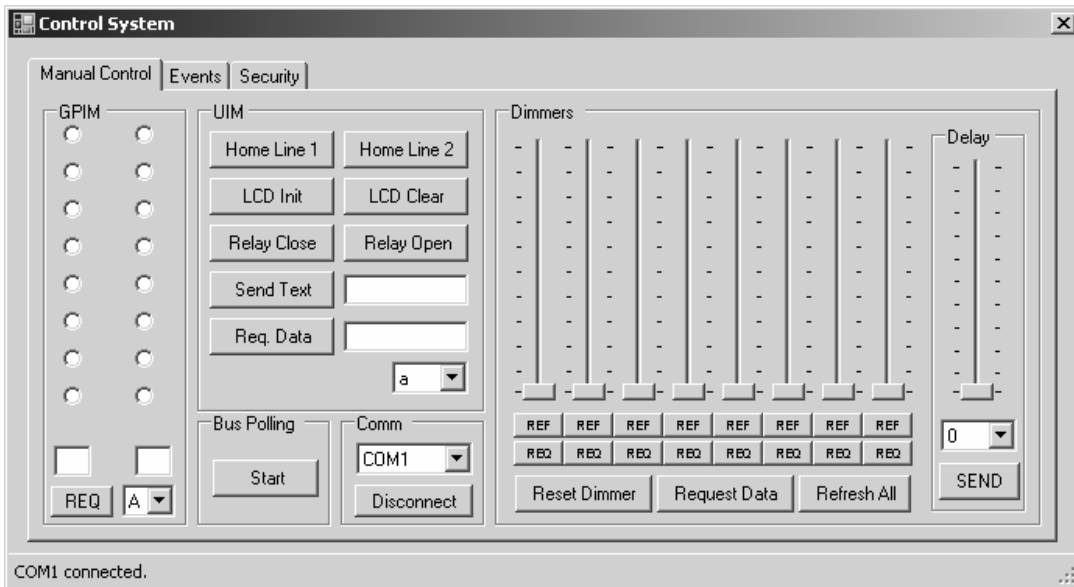 Control System
Manual Control Events Security
GPIM
REQ A
UIM
Home Line 1 Home Line 2
LCD Init LCD Clear
Relay Close Relay Open
Send Text
Req. Data
a
Bus Polling
Start
Comm
COM1
Disconnect
Dimmers
REF REF REF REF REF REF REF REF
REQ REQ REQ REQ REQ REQ REQ REQ
Reset Dimmer Request Data Refresh All
Delay
0
SEND
COM1 connected.